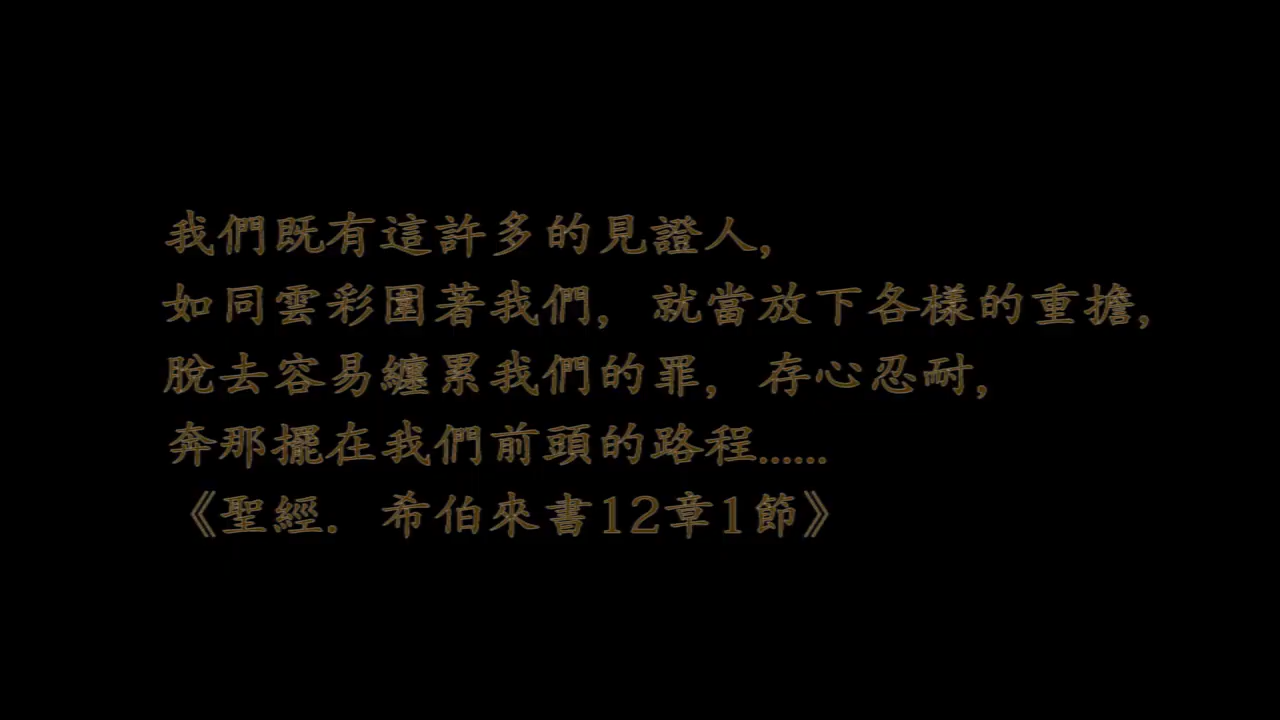 我們既有這許多的見證人,
如同雲彩圍著我們, 就當放下各樣的重擔,
脫去容易纏累我們的罪, 存心忍耐,
奔那擺在我們前頭的路程......
《聖經. 希伯來書12章1節》